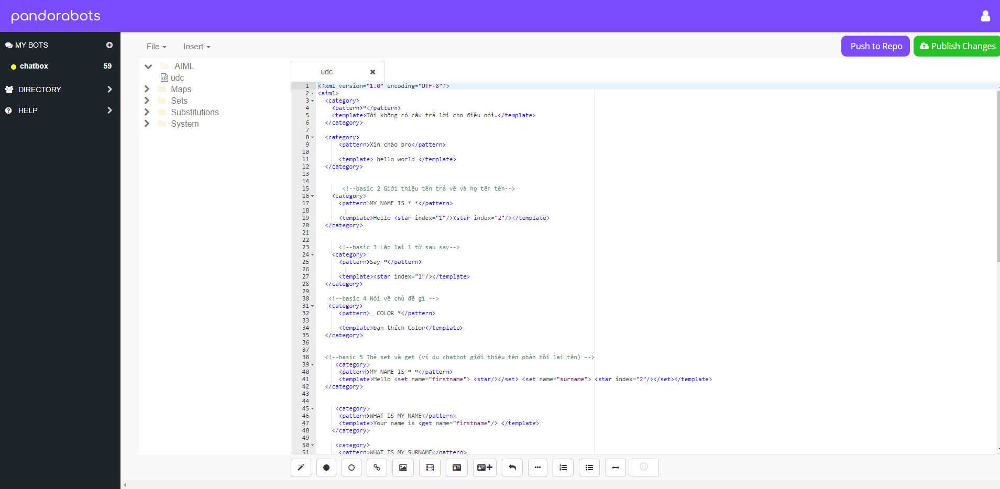 pandorabots
MY BOTS
chatbox 59
DIRECTORY
HELP
File
Insert
Push to Repo
Publish Changes
AIML
udc
Maps
Sets
Substitutions
System
udc
1 <?xml version="1.0" encoding="UTF-8"?>
2 <aiml>
3 <category>
4 <pattern>*</pattern>
5 <template>Tôi không có câu trả lời cho điều nói.</template>
6 </category>
7
8 <category>
9 <pattern>Xin chào bro</pattern>
10
11 <template> hello world </template>
12 </category>
13
14
15 <!--basic 2 Giới thiệu tên trả về và họ tên tên-->
16 <category>
17 <pattern>MY NAME IS * *</pattern>
18
19 <template>Hello <star index="1"/><star index="2"/></template>
20 </category>
21
22
23 <!--basic 3 Lặp lại 1 từ sau say-->
24 <category>
25 <pattern>Say *</pattern>
26
27 <template><star index="1"/></template>
28 </category>
29
30 <!--basic 4 Nói về chủ đề gì -->
31 <category>
32 <pattern>_ COLOR *</pattern>
33
34 <template>bạn thích Color</template>
35 </category>
36
37
38 <!--basic 5 Thẻ set và get (ví dụ chatbot giới thiệu tên phản hồi lại tên) -->
39 <category>
40 <pattern>MY NAME IS * *</pattern>
41 <template>Hello <set name="firstname"> <star/></set> <set name="surname"> <star index="2"/></set></template>
42 </category>
43
44
45 <category>
46 <pattern>WHAT IS MY NAME</pattern>
47 <template>Your name is <get name="firstname"/> </template>
48 </category>
49
50 <category>
51 <pattern>WHAT IS MY SURNAME</pattern>